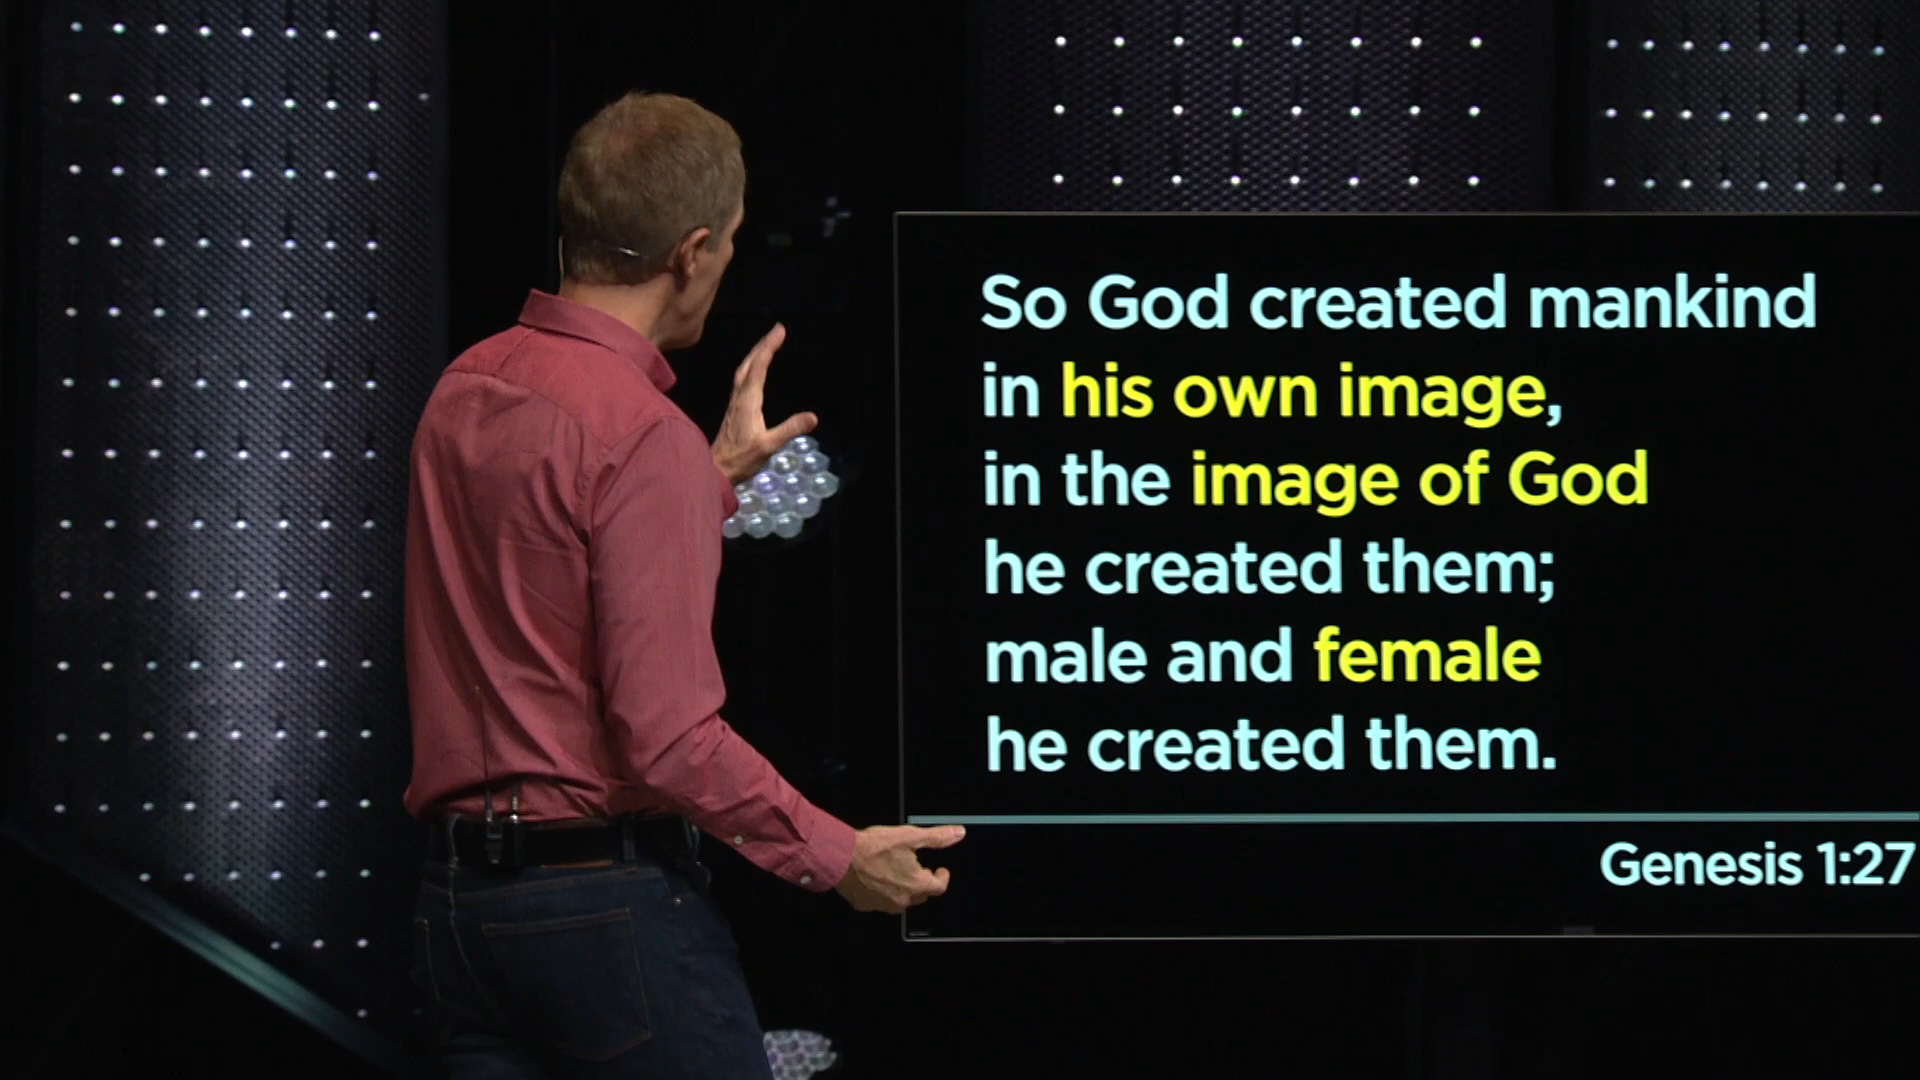 So God created mankind
in his own image,
in the image of God
he created them;
male and female
he created them.
Genesis 1:27